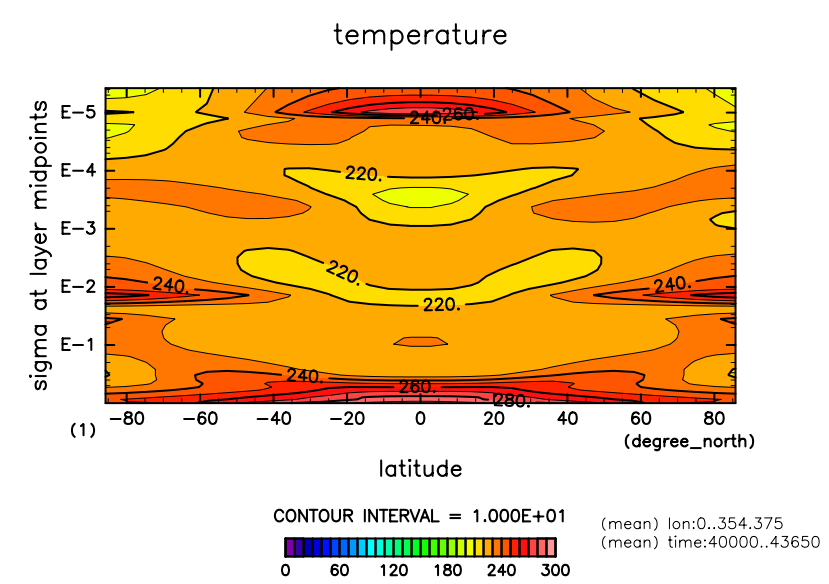 temperature
sigma at layer midpoints
E-5
E-4
E-3
E-2
E-1
240. 260.
220.
220.
220.
240.
240.
240.
260.
280.
-80 -60 -40 -20 0 20 40 60 80
(1)
(degree_north)
latitude
CONTOUR INTERVAL = 1.000E+01
0 60 120 180 240 300
(mean) lon:0..354.375
(mean) time:40000..43650